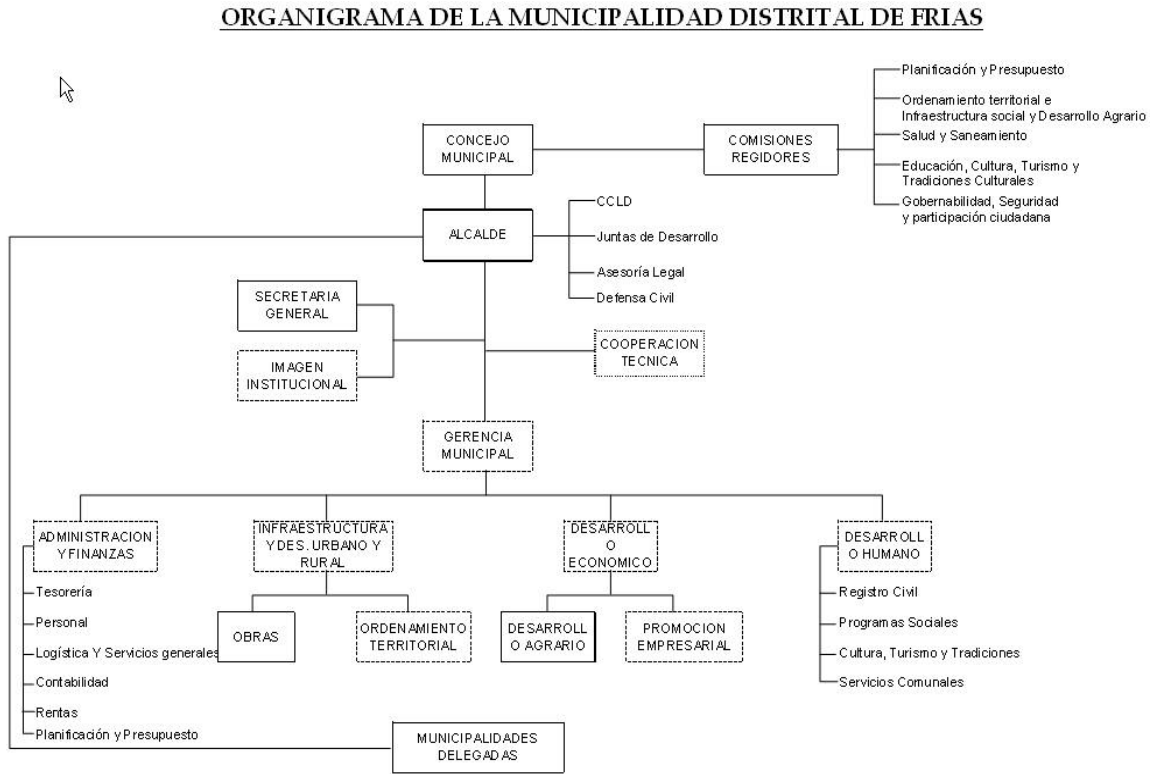 ORGANIGRAMA DE LA MUNICIPALIDAD DISTRITAL DE FRIAS
Planificación y Presupuesto
Ordenamiento territorial e
Infraestructura social y Desarrollo Agrario
Salud y Saneamiento
Educación, Cultura, Turismo y
Tradiciones Culturales
Gobernabilidad, Seguridad
y participación ciudadana
CONCEJO
MUNICIPAL
COMISIONES
REGIDORES
ALCALDE
CCLD
Juntas de Desarrollo
Asesoría Legal
Defensa Civil
SECRETARIA
GENERAL
IMAGEN
INSTITUCIONAL
COOPERACION
TECNICA
GERENCIA
MUNICIPAL
ADMINISTRACION
Y FINANZAS
Tesorería
Personal
Logística Y Servicios generales
Contabilidad
Rentas
Planificación y Presupuesto
INFRAESTRUCTURA
Y DES. URBANO Y
RURAL
OBRAS
ORDENAMIENTO
TERRITORIAL
DESARROLL
O
ECONOMICO
DESARROLL
O AGRARIO
PROMOCION
EMPRESARIAL
DESARROLL
O HUMANO
Registro Civil
Programas Sociales
Cultura, Turismo y Tradiciones
Servicios Comunales
MUNICIPALIDADES
DELEGADAS